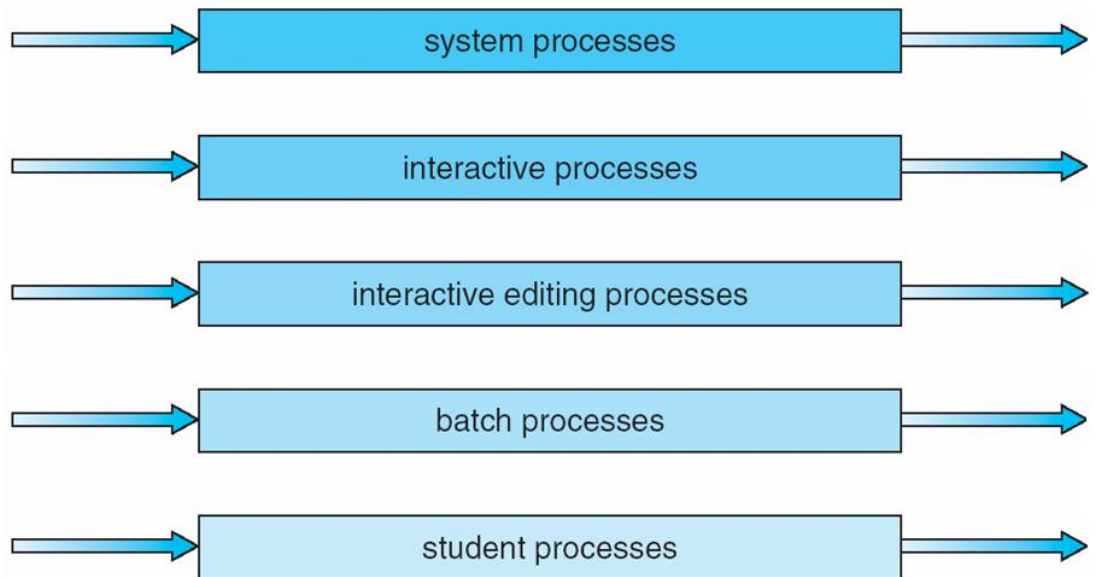 system processes
interactive processes
interactive editing processes
batch processes
student processes